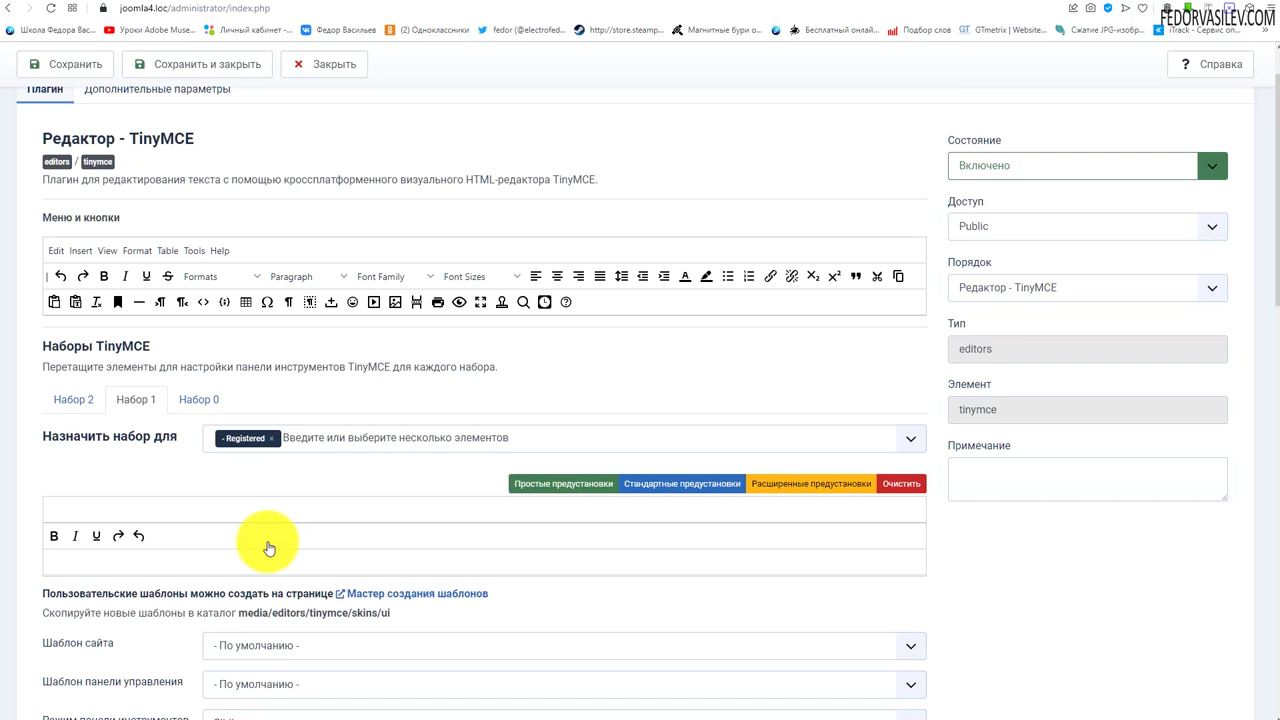 joomla4.loc/administrator/index.php
FEDORVASILEV.COM
Школа Федора Вас...
Уроки Adobe Muse...
Личный кабинет -...
Федор Васильев
(2) Одноклассники
fedor (@electrofed...
http://store.steamp...
Магнитные бури о...
Бесплатный онлай...
Подбор слов
GTmetrix | Website...
Сжатие JPG-изобр...
iTrack - Сервис оп...
Сохранить
Сохранить и закрыть
Закрыть
Справка
Плагин
Дополнительные параметры
Редактор - TinyMCE
editors / tinymce
Плагин для редактирования текста с помощью кроссплатформенного визуального HTML-редактора TinyMCE.
Меню и кнопки
Edit Insert View Format Table Tools Help
Formats Paragraph Font Family Font Sizes
Наборы TinyMCE
Перетащите элементы для настройки панели инструментов TinyMCE для каждого набора.
Набор 2 Набор 1 Набор 0
Назначить набор для
- Registered × Введите или выберите несколько элементов
Простые предустановки Стандартные предустановки Расширенные предустановки Очистить
B I U
Пользовательские шаблоны можно создать на странице Мастер создания шаблонов
Скопируйте новые шаблоны в каталог media/editors/tinymce/skins/ui
Шаблон сайта
- По умолчанию -
Шаблон панели управления
- По умолчанию -
Состояние
Включено
Доступ
Public
Порядок
Редактор - TinyMCE
Тип
editors
Элемент
tinymce
Примечание